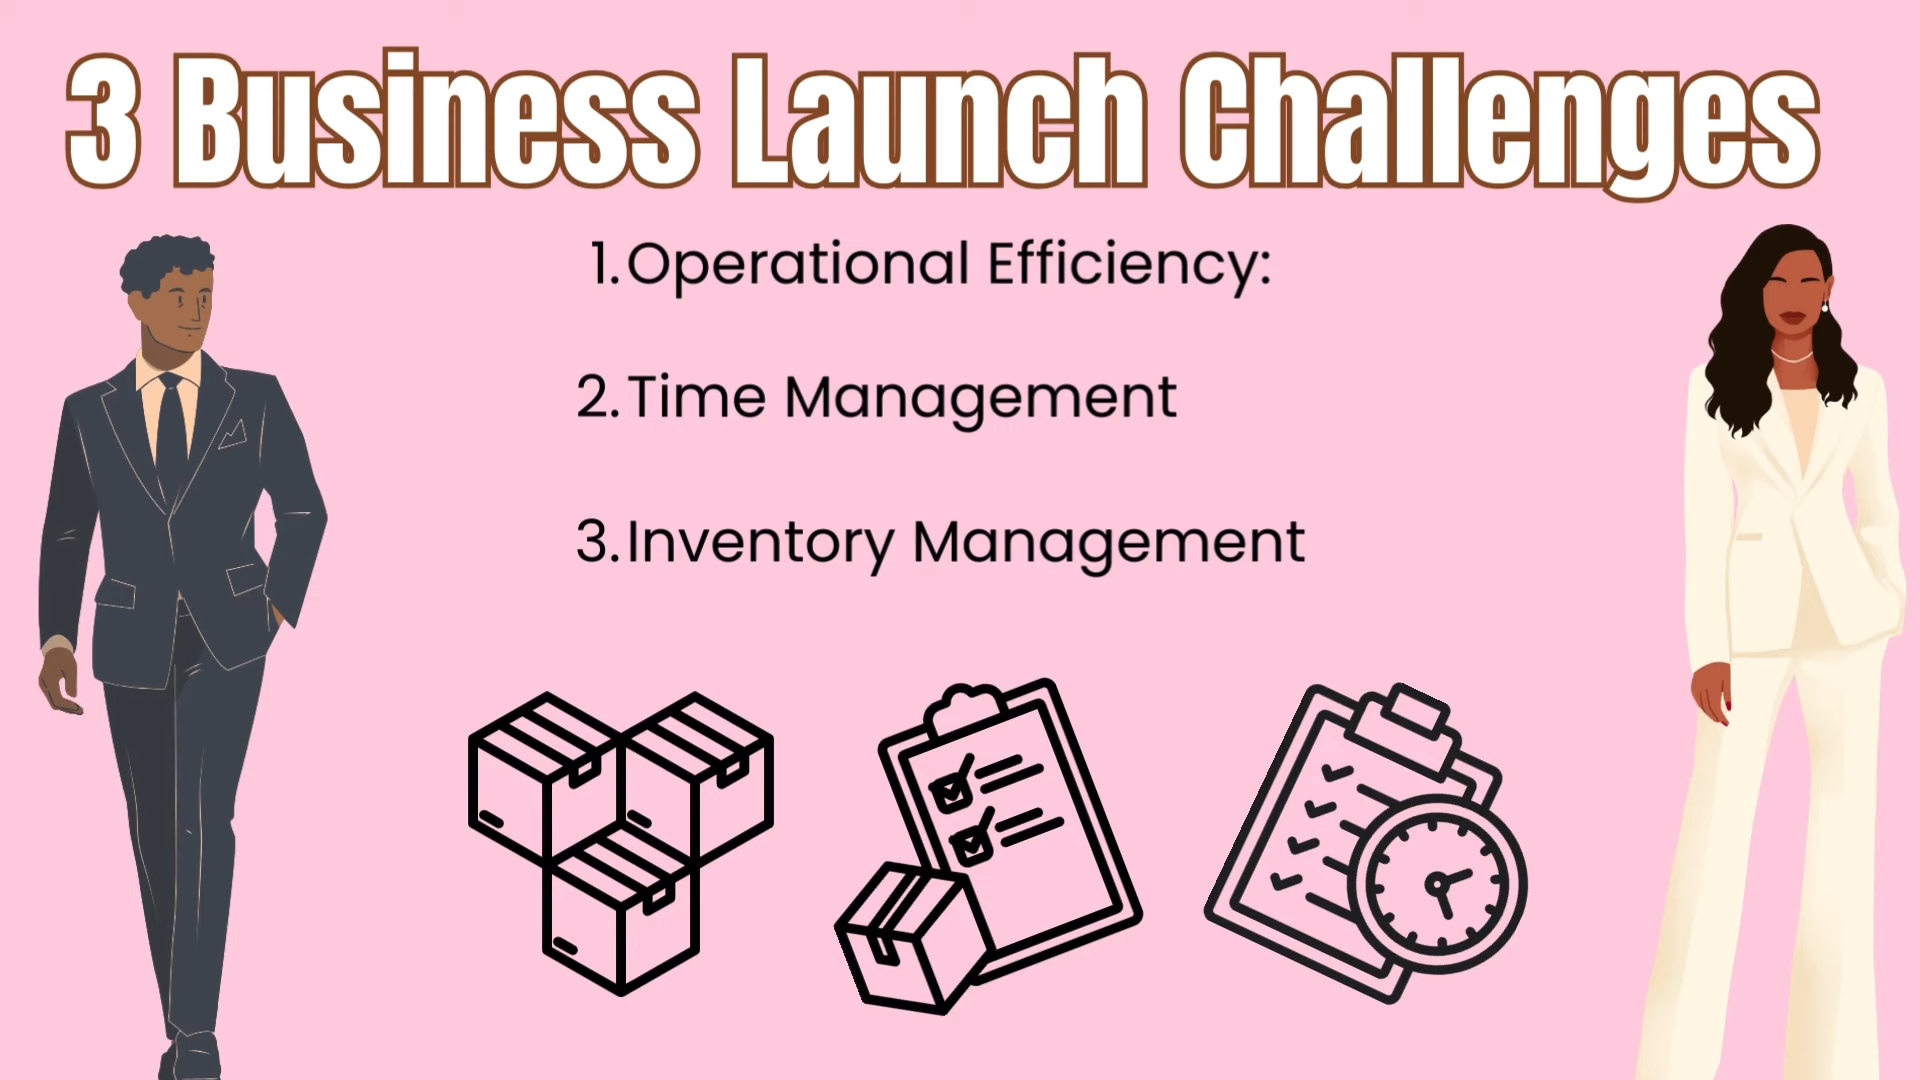 3 Business Launch Challenges
1. Operational Efficiency:
2. Time Management
3. Inventory Management